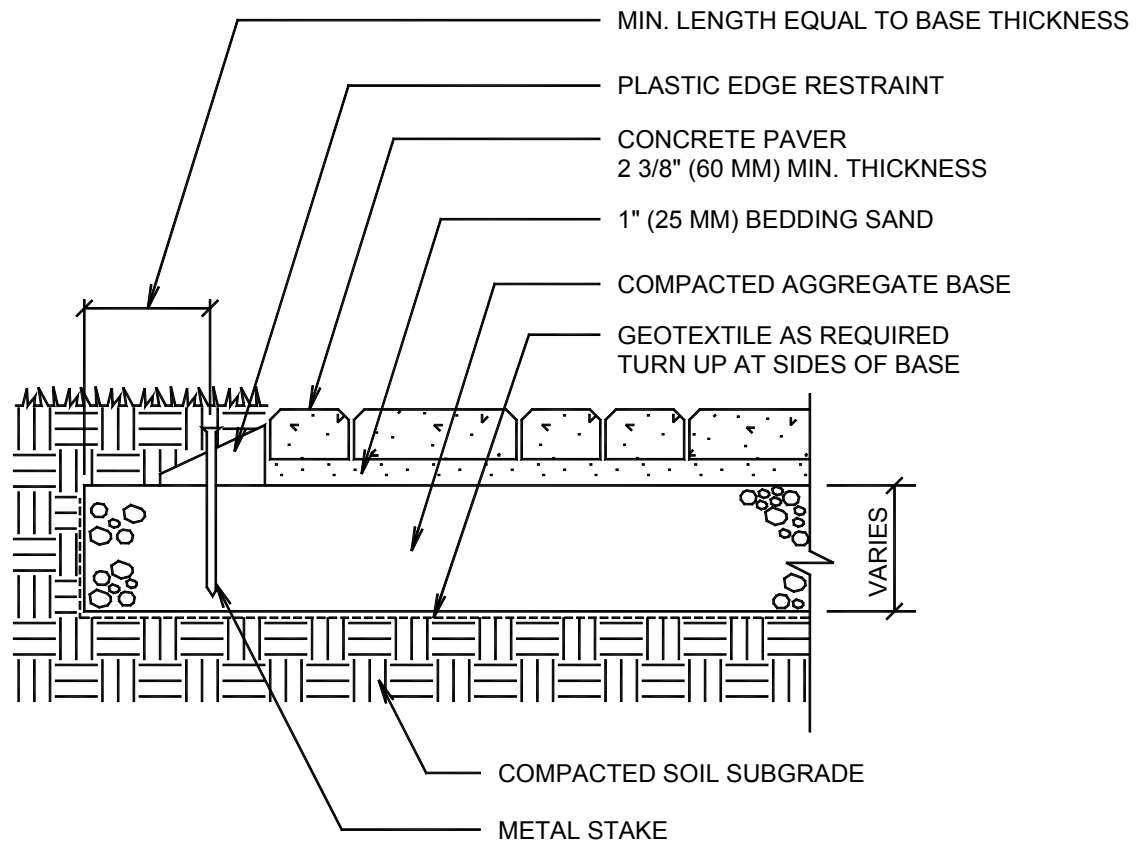 MIN. LENGTH EQUAL TO BASE THICKNESS
PLASTIC EDGE RESTRAINT
CONCRETE PAVER
2 3/8" (60 MM) MIN. THICKNESS
1" (25 MM) BEDDING SAND
COMPACTED AGGREGATE BASE
GEOTEXTILE AS REQUIRED
TURN UP AT SIDES OF BASE
VARIES
COMPACTED SOIL SUBGRADE
METAL STAKE